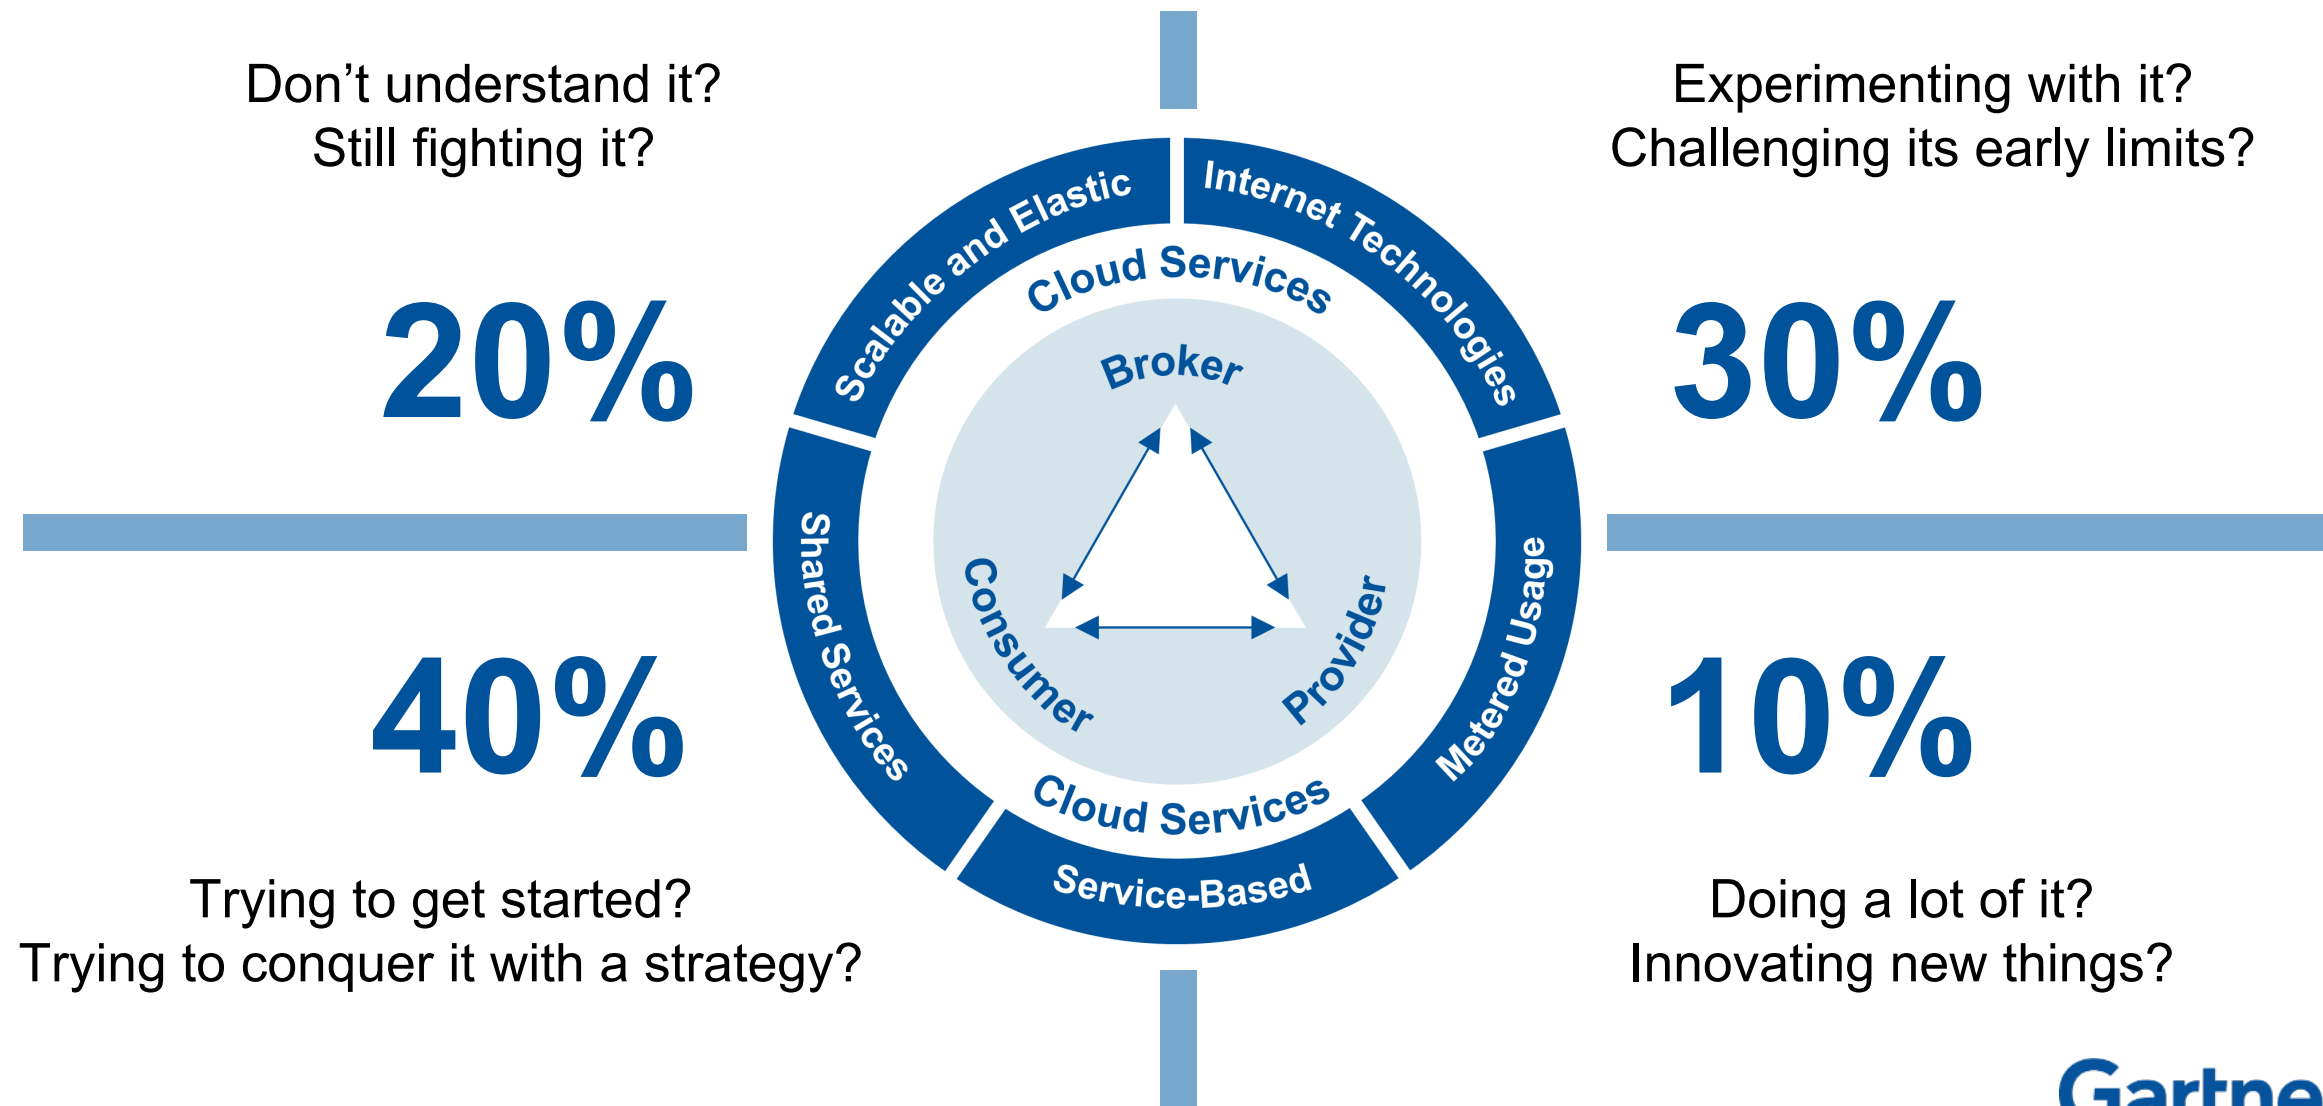 Don't understand it?
Still fighting it?
20%
Experimenting with it?
Challenging its early limits?
30%
Scalable and Elastic
Internet Technologies
Cloud Services
Broker
Consumer
Provider
Shared Services
Metered Usage
Cloud Services
Service-Based
40%
Trying to get started?
Trying to conquer it with a strategy?
10%
Doing a lot of it?
Innovating new things?
Gartne